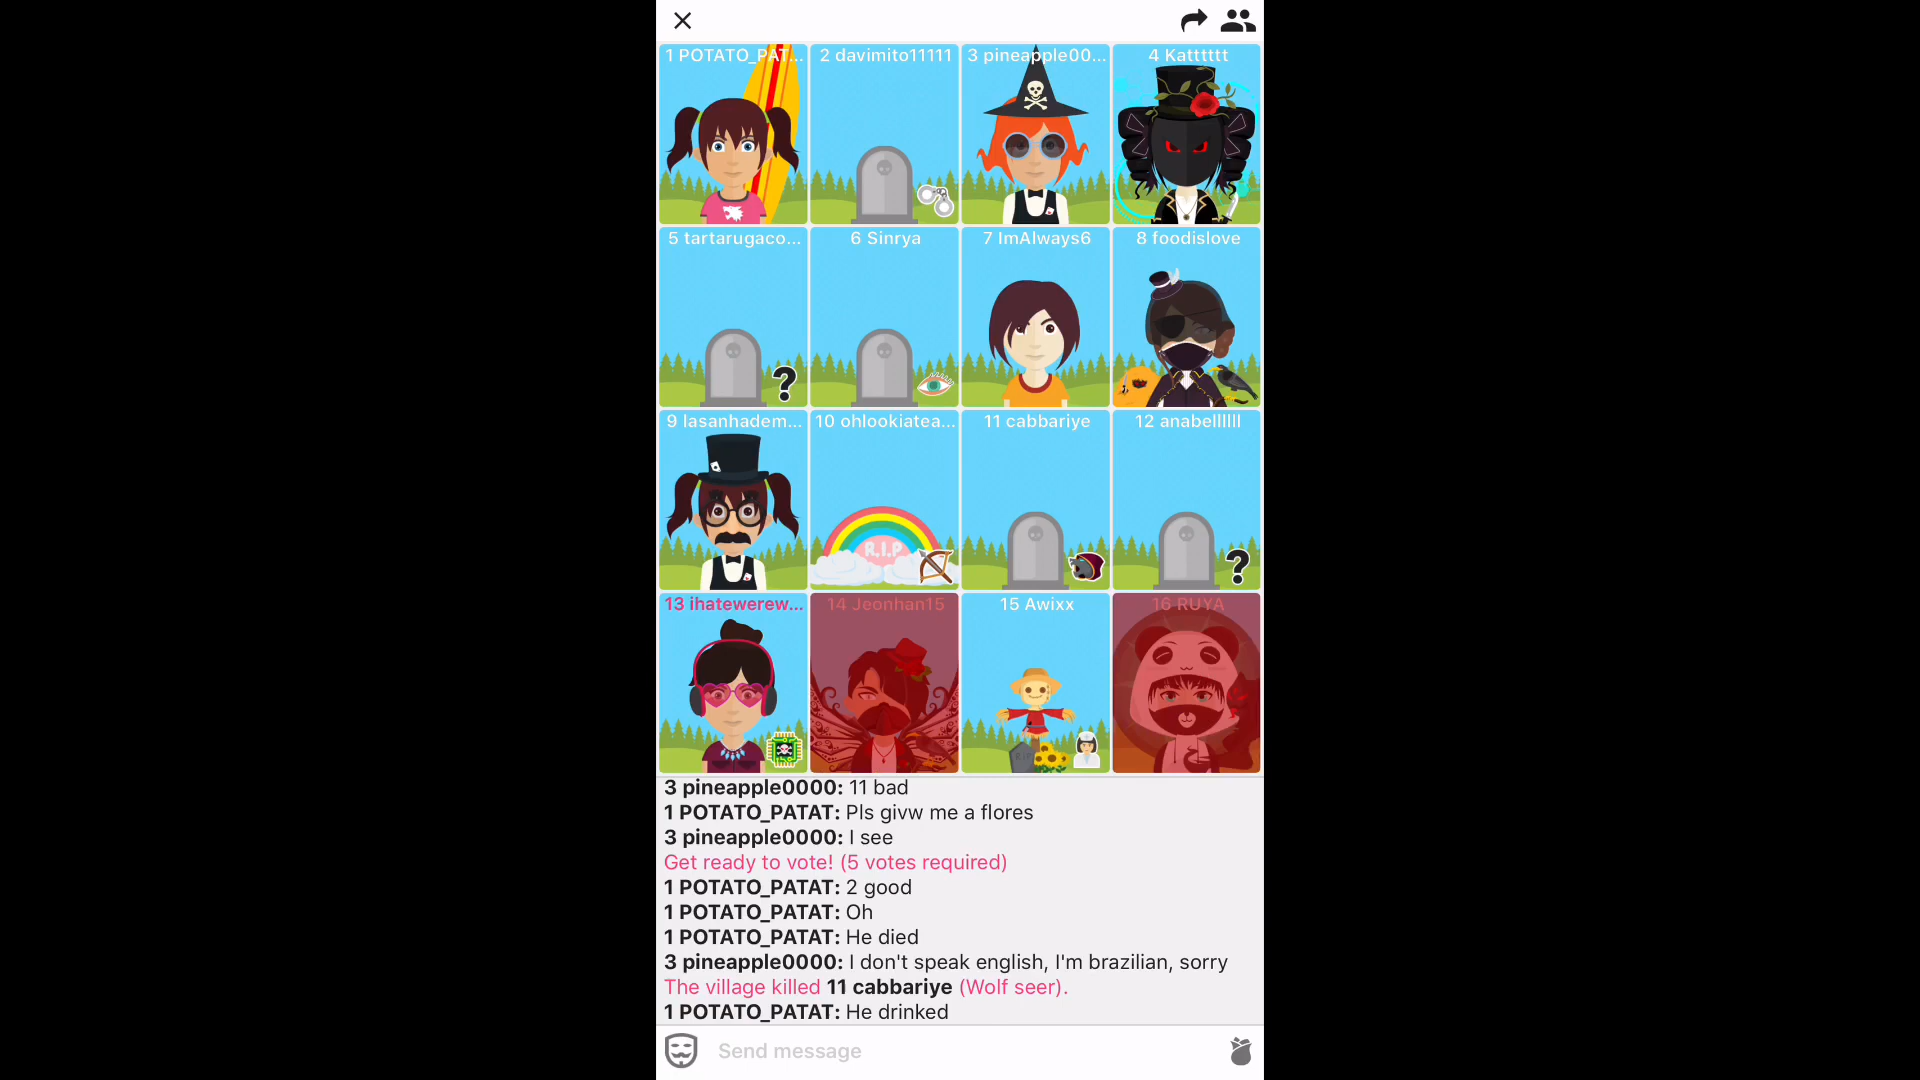 1 POTATO_PAT...
2 davimito11111
3 pineapple00...
4 Katttttt
5 tartarugaco...
6 Sinrya
7 ImAlways6
8 foodislove
9 lasanhadem...
10 ohlookiatea...
R.I.P
11 cabbariye
12 anabellllll
13 ihatewerew...
14 Jeonhan15
15 Awixx
RIP
16 RUYA
3 pineapple0000: 11 bad
1 POTATO_PATAT: Pls givw me a flores
3 pineapple0000: I see
Get ready to vote! (5 votes required)
1 POTATO_PATAT: 2 good
1 POTATO_PATAT: Oh
1 POTATO_PATAT: He died
3 pineapple0000: I don't speak english, I'm brazilian, sorry
The village killed 11 cabbariye (Wolf seer).
1 POTATO_PATAT: He drinked
Send message